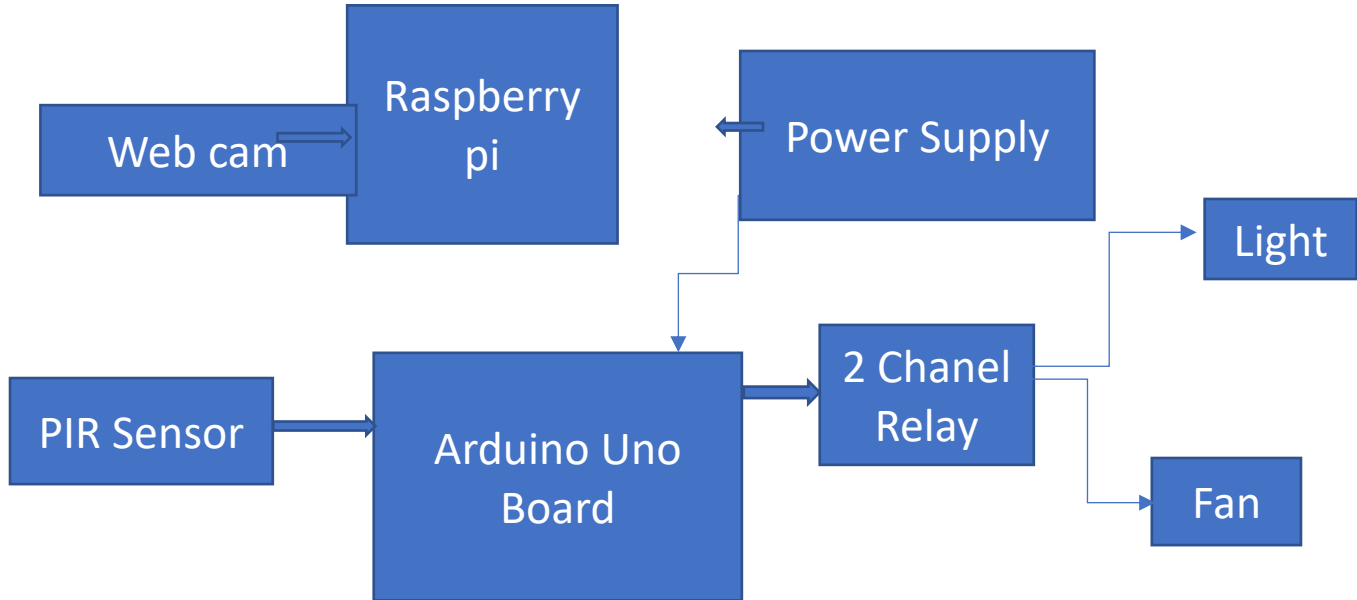 Raspberry
pi
Web cam
Power Supply
Light
2 Chanel
Relay
PIR Sensor
Arduino Uno
Board
Fan